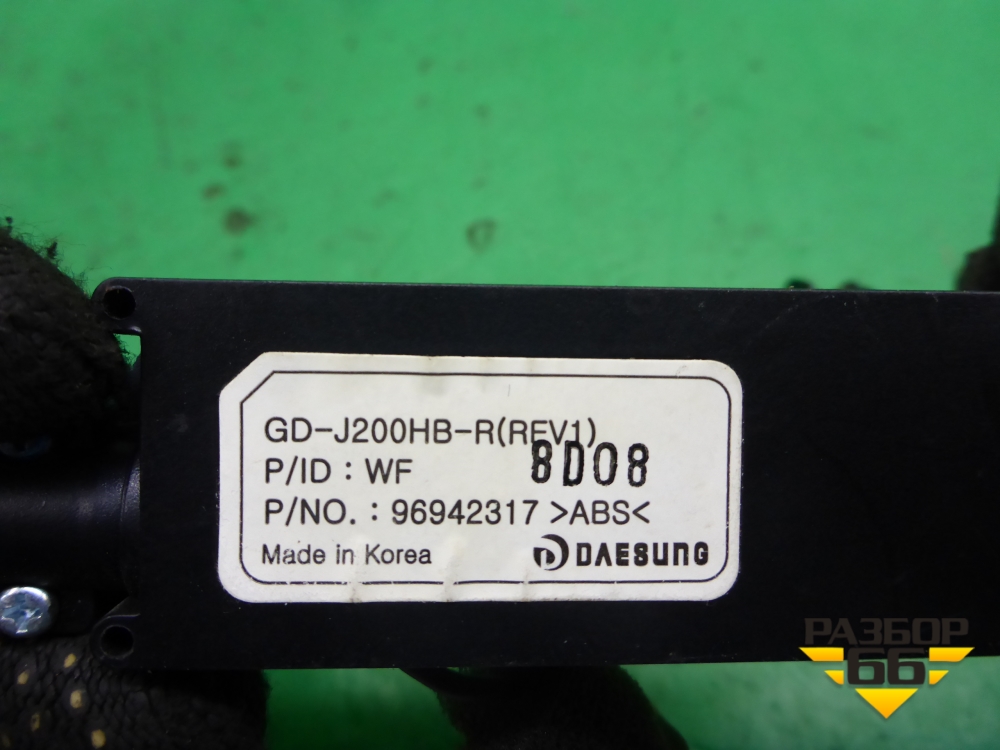 GD-J200HB-R(REV1)
8D08
P/ID : WF
P/NO. : 96942317 >ABS<
Made in Korea
DAESUNG
РАЗБОР
66